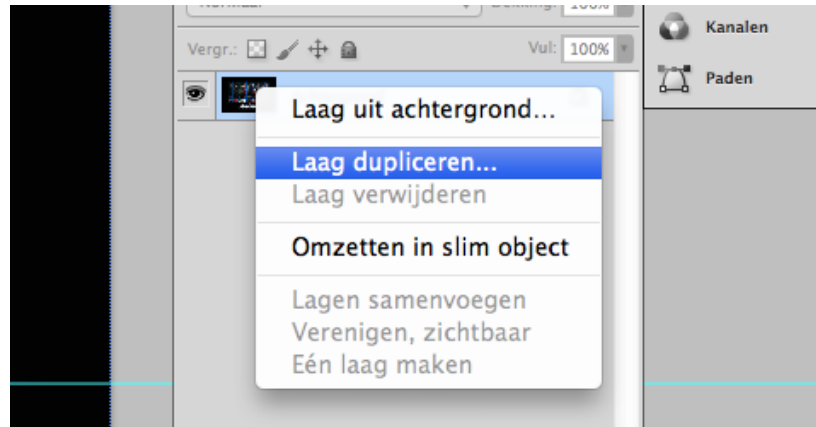 Vergr.:
Vul: 100%
Kanalen
Paden
Laag uit achtergrond...
Laag dupliceren...
Laag verwijderen
Omzetten in slim object
Lagen samenvoegen
Verenigen, zichtbaar
Eén laag maken